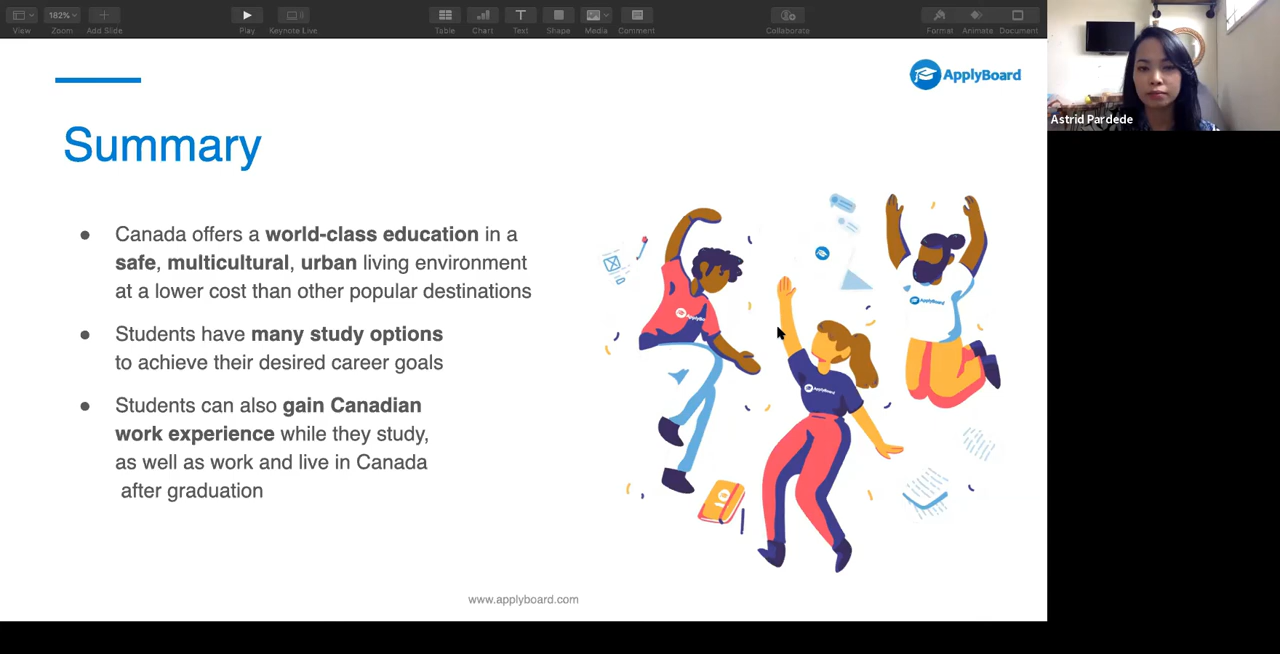 View
182%
Zoom
Add Slide
Play
Keynote Live
Table
Chart
Text
Shape
Media
Comment
Collaborate
Format
Animate
Document
ApplyBoard
Astrid Pardede
Summary
● Canada offers a world-class education in a
safe, multicultural, urban living environment
at a lower cost than other popular destinations
● Students have many study options
to achieve their desired career goals
● Students can also gain Canadian
work experience while they study,
as well as work and live in Canada
after graduation
ApplyBoard
ApplyBoard
www.applyboard.com